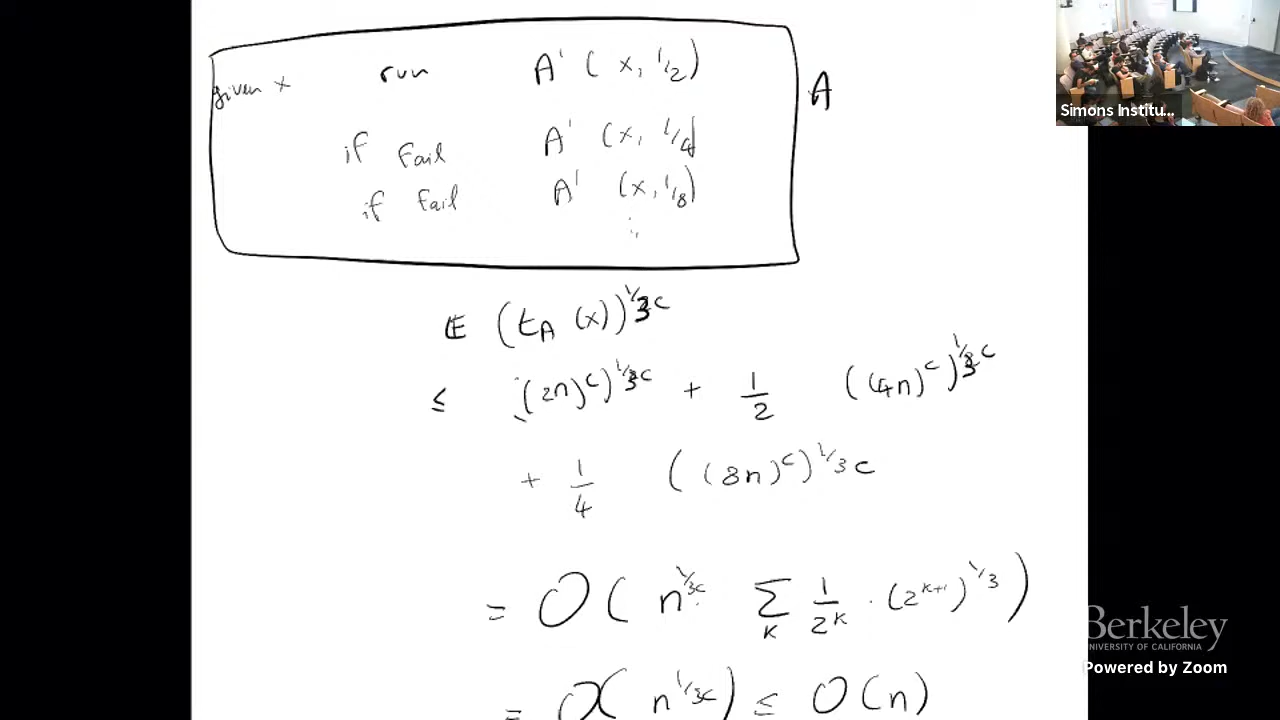 given x run A' ( x, 1/2)
A
if fail A' (x, 1/4)
if fail A' (x, 1/8)
⋮
E (t_A (x))^{1/3c}
≤ ((2n)^c)^{1/3c} + 1/2 ((4n)^c)^{1/3c}
+ 1/4 ((8n)^c)^{1/3c}
= O( n^{1/3c} ∑_K 1/2^K · (2^{K+1})^{1/3} )
= O( n^{1/3c}) ≤ O(n)
Simons Institu...
Berkeley
UNIVERSITY OF CALIFORNIA
Powered by Zoom